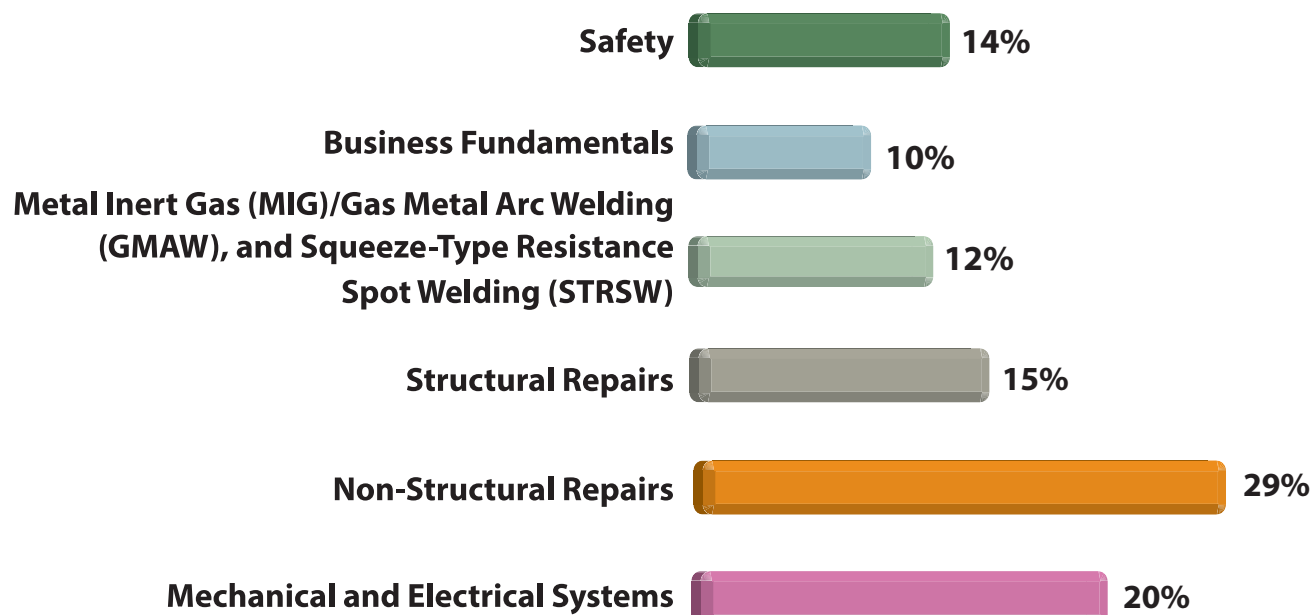 Safety 14%
Business Fundamentals 10%
Metal Inert Gas (MIG)/Gas Metal Arc Welding
(GMAW), and Squeeze-Type Resistance 12%
Spot Welding (STRSW)
Structural Repairs 15%
Non-Structural Repairs 29%
Mechanical and Electrical Systems 20%